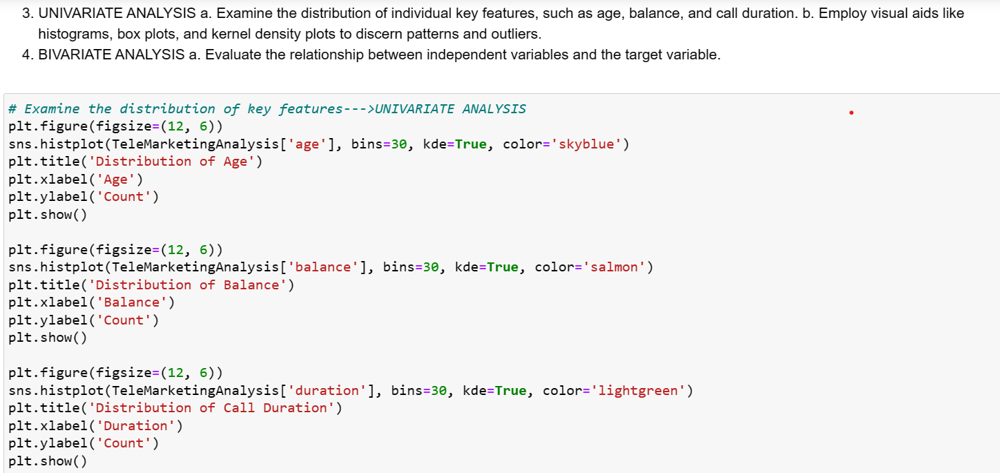 3. UNIVARIATE ANALYSIS a. Examine the distribution of individual key features, such as age, balance, and call duration. b. Employ visual aids like
histograms, box plots, and kernel density plots to discern patterns and outliers.
4. BIVARIATE ANALYSIS a. Evaluate the relationship between independent variables and the target variable.
# Examine the distribution of key features--->UNIVARIATE ANALYSIS
plt.figure(figsize=(12, 6))
sns.histplot(TeleMarketingAnalysis['age'], bins=30, kde=True, color='skyblue')
plt.title('Distribution of Age')
plt.xlabel('Age')
plt.ylabel('Count')
plt.show()
plt.figure(figsize=(12, 6))
sns.histplot(TeleMarketingAnalysis['balance'], bins=30, kde=True, color='salmon')
plt.title('Distribution of Balance')
plt.xlabel('Balance')
plt.ylabel('Count')
plt.show()
plt.figure(figsize=(12, 6))
sns.histplot(TeleMarketingAnalysis['duration'], bins=30, kde=True, color='lightgreen')
plt.title('Distribution of Call Duration')
plt.xlabel('Duration')
plt.ylabel('Count')
plt.show()